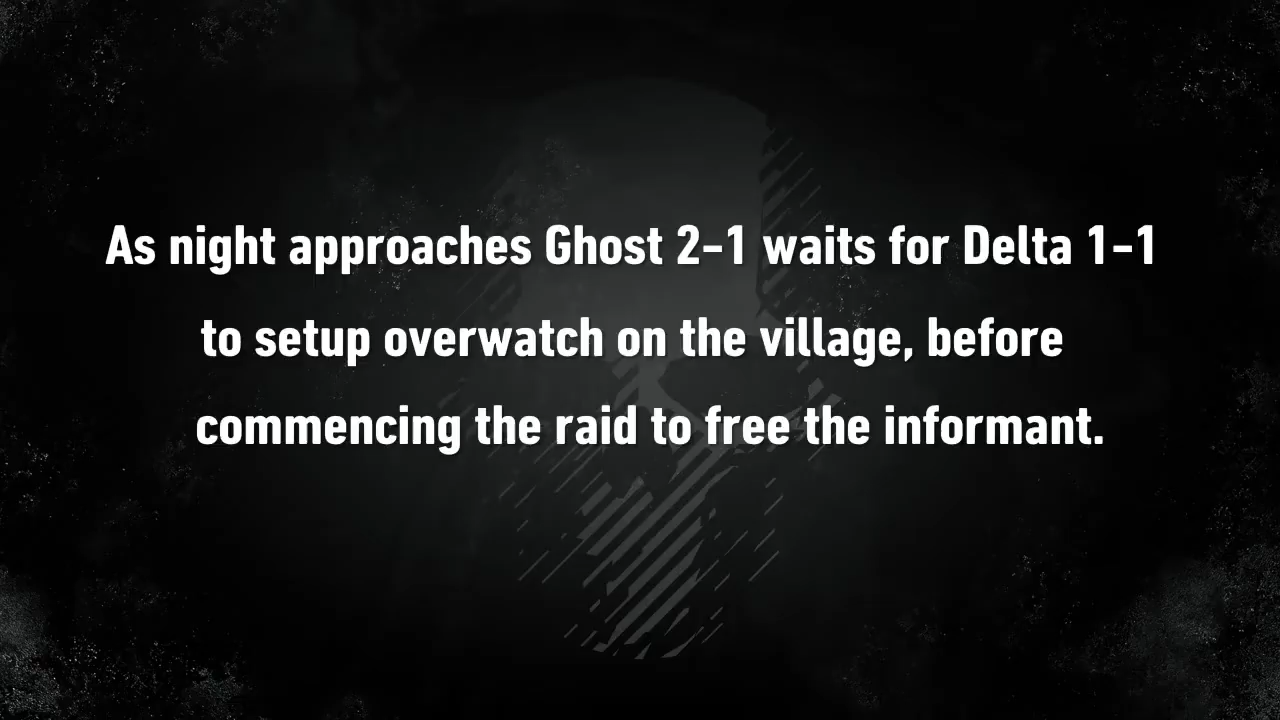 As night approaches Ghost 2-1 waits for Delta 1-1
to setup overwatch on the village, before
commencing the raid to free the informant.